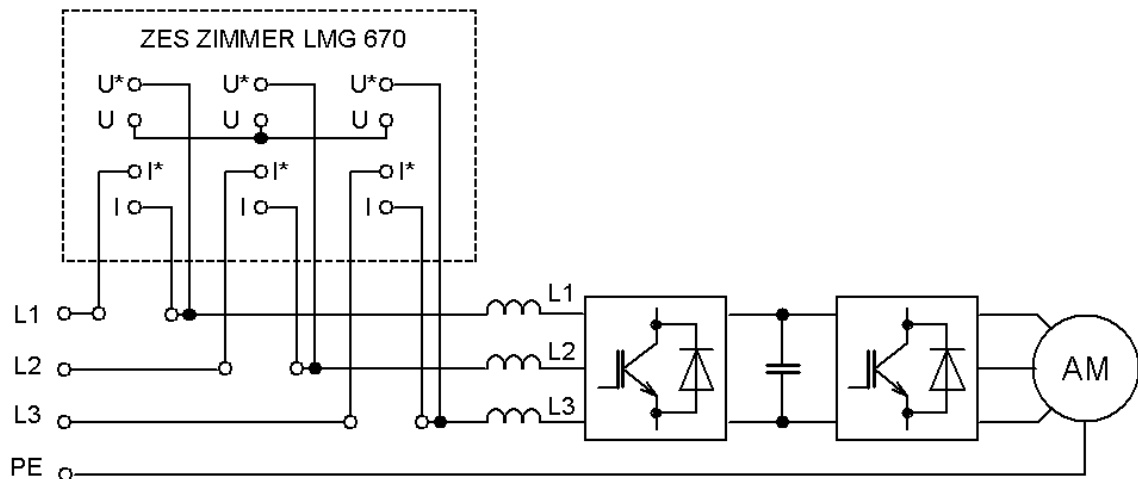 ZES ZIMMER LMG 670
U* U* U*
U U U
I* I* I*
I I I
L1 L1
L2 L2
L3 L3
AM
PE